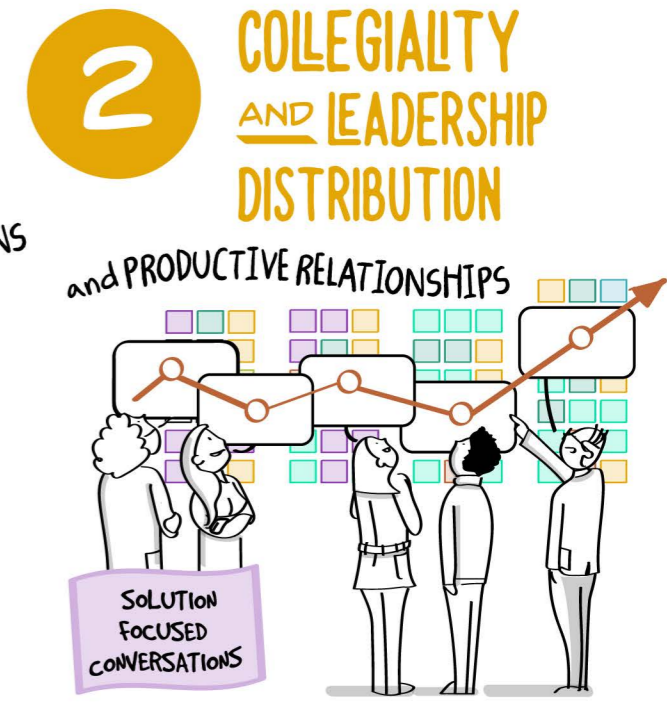 2
COLLEGIALITY
AND LEADERSHIP
DISTRIBUTION
and PRODUCTIVE RELATIONSHIPS
SOLUTION
FOCUSED
CONVERSATIONS